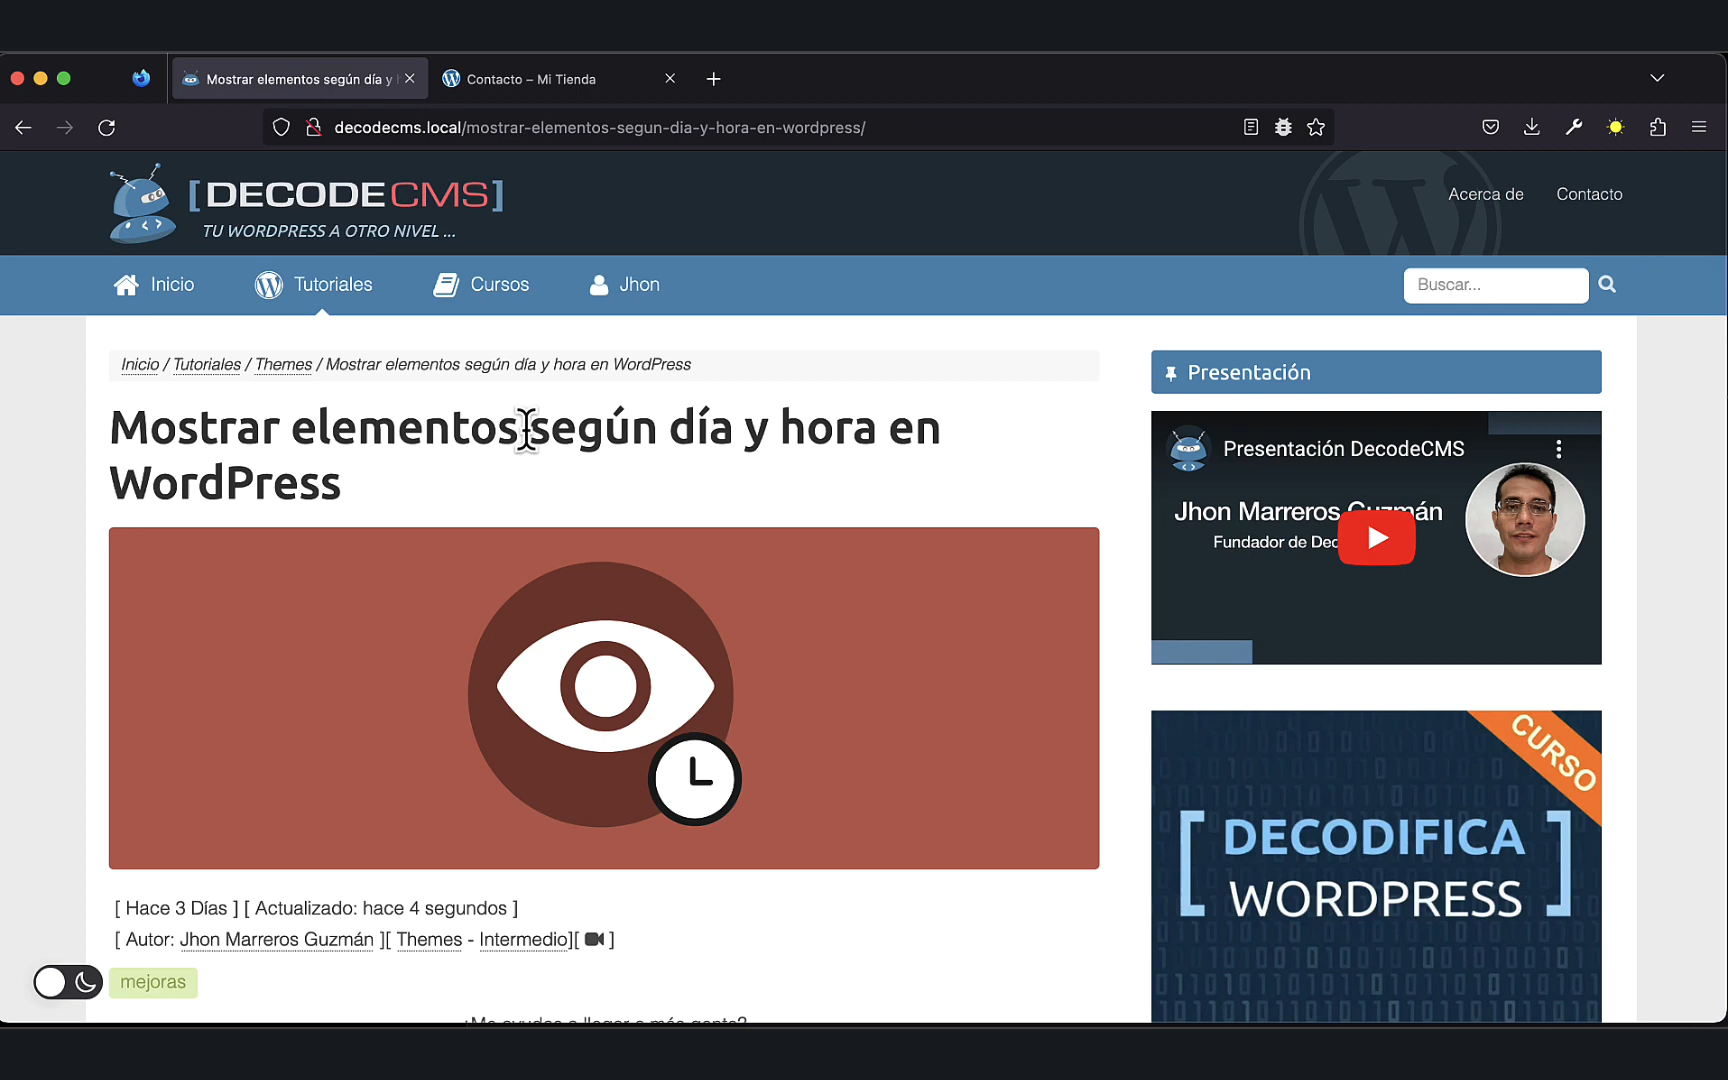 Mostrar elementos según día y
Contacto – Mi Tienda
decodecms.local/mostrar-elementos-segun-dia-y-hora-en-wordpress/
[DECODECMS]
TU WORDPRESS A OTRO NIVEL ...
Acerca de
Contacto
Inicio
Tutoriales
Cursos
Jhon
Buscar...
Inicio / Tutoriales / Themes / Mostrar elementos según día y hora en WordPress
Mostrar elementos según día y hora en
WordPress
[ Hace 3 Días ] [ Actualizado: hace 4 segundos ]
[ Autor: Jhon Marreros Guzmán ][ Themes - Intermedio][ ]
mejoras
Presentación
Presentación DecodeCMS
Jhon Marreros Guzmán
Fundador de Dec
CURSO
[DECODIFICA
WORDPRESS]